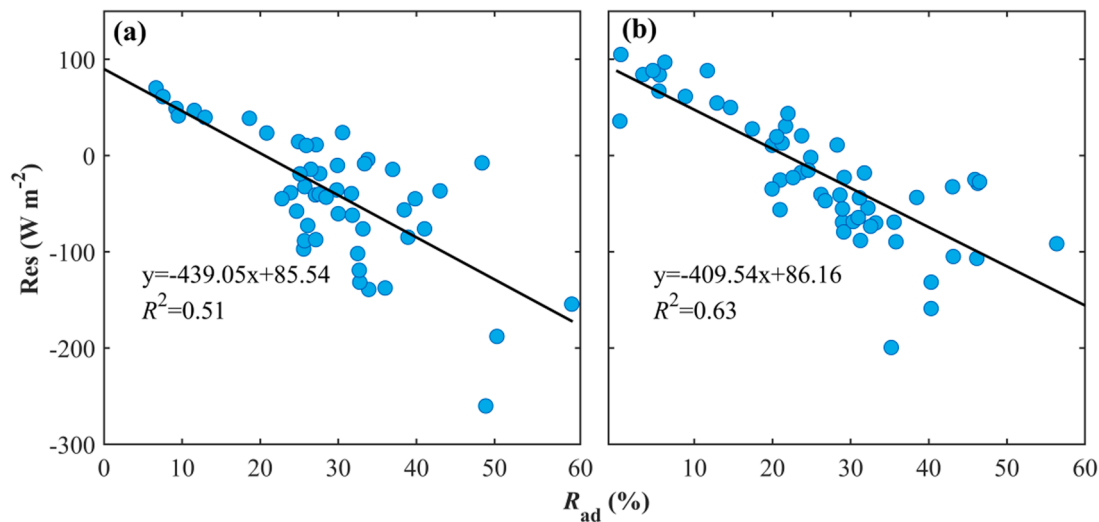 (a)
(b)
100
0
-100
-200
-300
Res (W m⁻²)
y=-439.05x+85.54
R²=0.51
y=-409.54x+86.16
R²=0.63
0 10 20 30 40 50 60
10 20 30 40 50 60
R_ad (%)